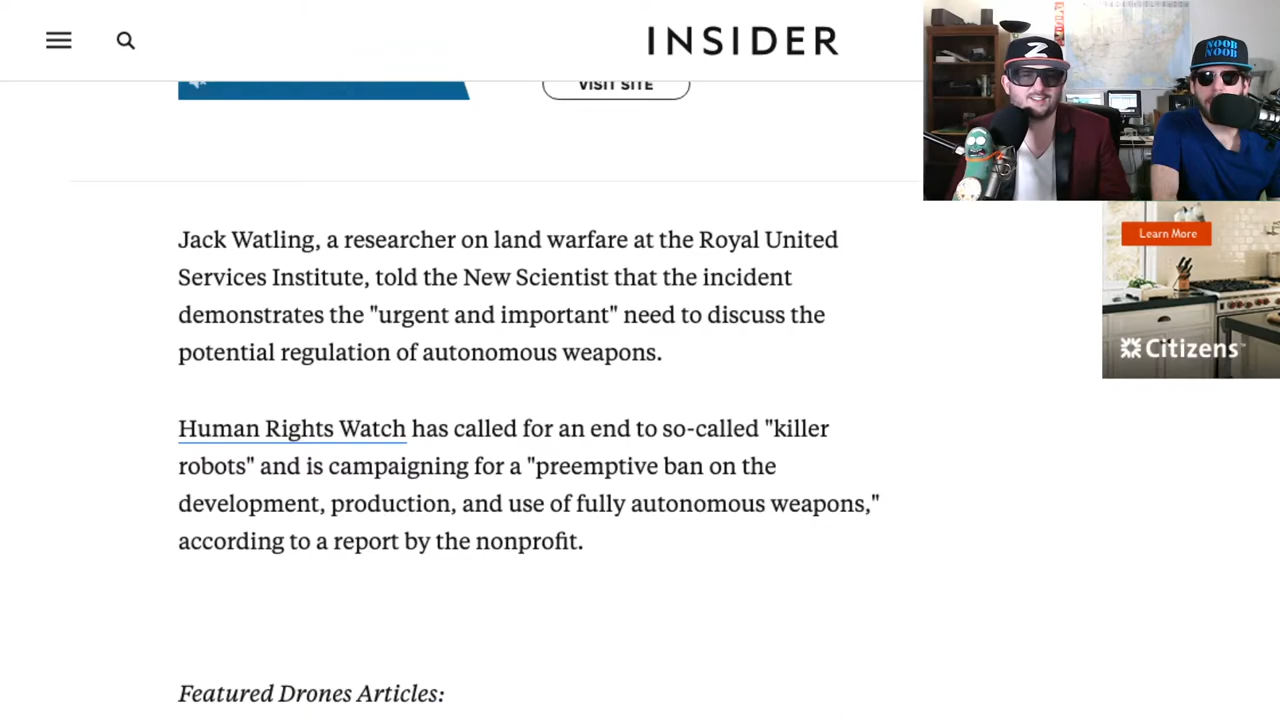 INSIDER
VISIT SITE
Z
NOOB
NOOB
Learn More
Citizens
Jack Watling, a researcher on land warfare at the Royal United
Services Institute, told the New Scientist that the incident
demonstrates the "urgent and important" need to discuss the
potential regulation of autonomous weapons.
Human Rights Watch has called for an end to so-called "killer
robots" and is campaigning for a "preemptive ban on the
development, production, and use of fully autonomous weapons,"
according to a report by the nonprofit.
Featured Drones Articles: